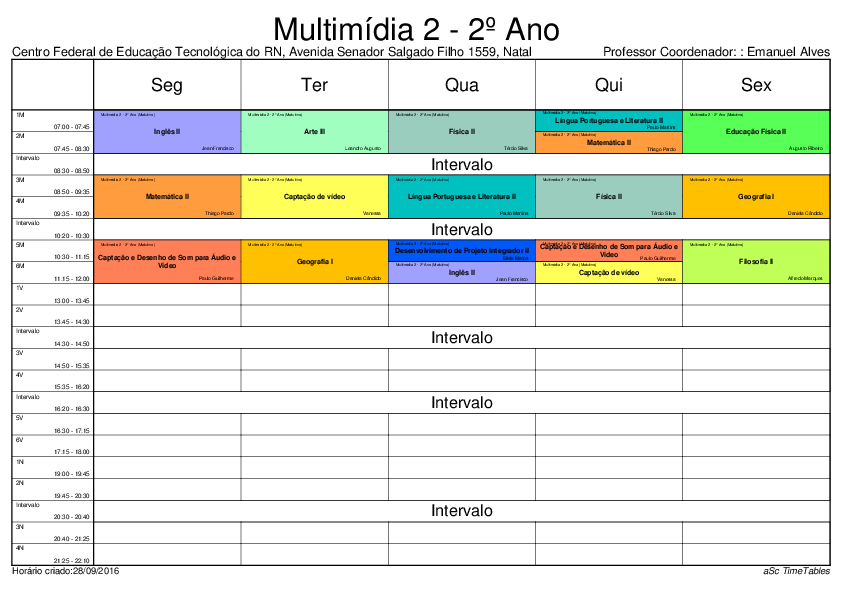 Multimídia 2 - 2º Ano
Centro Federal de Educação Tecnológica do RN, Avenida Senador Salgado Filho 1559, Natal Professor Coordenador: : Emanuel Alves
Seg Ter Qua Qui Sex
1M
07:00 - 07:45
2M
07:45 - 08:30
Multimídia 2 - 2º Ano (Matutino)
Inglês II
Jean Francisco
Multimídia 2 - 2º Ano (Matutino)
Arte III
Leandro Augusto
Multimídia 2 - 2º Ano (Matutino)
Física II
Tércio Silva
Multimídia 2 - 2º Ano (Matutino)
Língua Portuguesa e Literatura II
Paulo Martins
Multimídia 2 - 2º Ano (Matutino)
Matemática II
Thiago Pardo
Multimídia 2 - 2º Ano (Matutino)
Educação Física II
Augusto Ribeiro
Intervalo
08:30 - 08:50
Intervalo
3M
08:50 - 09:35
4M
09:35 - 10:20
Multimídia 2 - 2º Ano (Matutino)
Matemática II
Thiago Pardo
Multimídia 2 - 2º Ano (Matutino)
Captação de vídeo
Vanessa
Multimídia 2 - 2º Ano (Matutino)
Língua Portuguesa e Literatura II
Paulo Martins
Multimídia 2 - 2º Ano (Matutino)
Física II
Tércio Silva
Multimídia 2 - 2º Ano (Matutino)
Geografia I
Daniela Cândido
Intervalo
10:20 - 10:30
Intervalo
5M
10:30 - 11:15
6M
11:15 - 12:00
Multimídia 2 - 2º Ano (Matutino)
Captação e Desenho de Som para Áudio e
Vídeo
Paulo Guilherme
Multimídia 2 - 2º Ano (Matutino)
Geografia I
Daniela Cândido
Multimídia 2 - 2º Ano (Matutino)
Desenvolvimento de Projeto Integrador II
Multimídia 2 - 2º Ano (Matutino)
Inglês II
Jean Francisco
Captação e Desenho de Som para Áudio e
Vídeo
Paulo Guilherme
Multimídia 2 - 2º Ano (Matutino)
Captação de vídeo
Vanessa
Multimídia 2 - 2º Ano (Matutino)
Filosofia II
Alfredo Marques
1V
13:00 - 13:45
2V
13:45 - 14:30
Intervalo
14:30 - 14:50
Intervalo
3V
14:50 - 15:35
4V
15:35 - 16:20
Intervalo
16:20 - 16:30
Intervalo
5V
16:30 - 17:15
6V
17:15 - 18:00
1N
19:00 - 19:45
2N
19:45 - 20:30
Intervalo
20:30 - 20:40
Intervalo
3N
20:40 - 21:25
4N
21:25 - 22:10
Horário criado:28/09/2016 aSc TimeTables